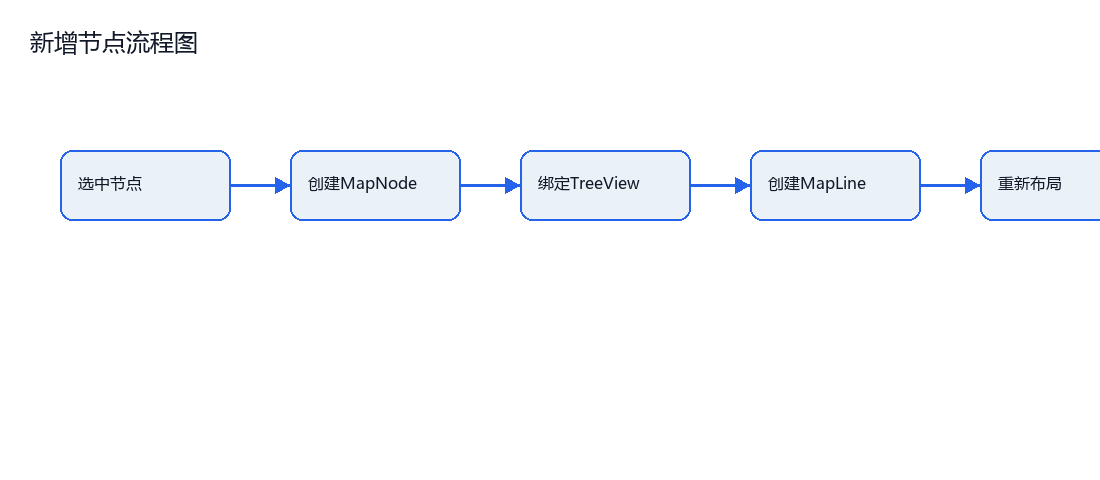 新增节点流程图
选中节点
创建MapNode
绑定TreeView
创建MapLine
重新布局